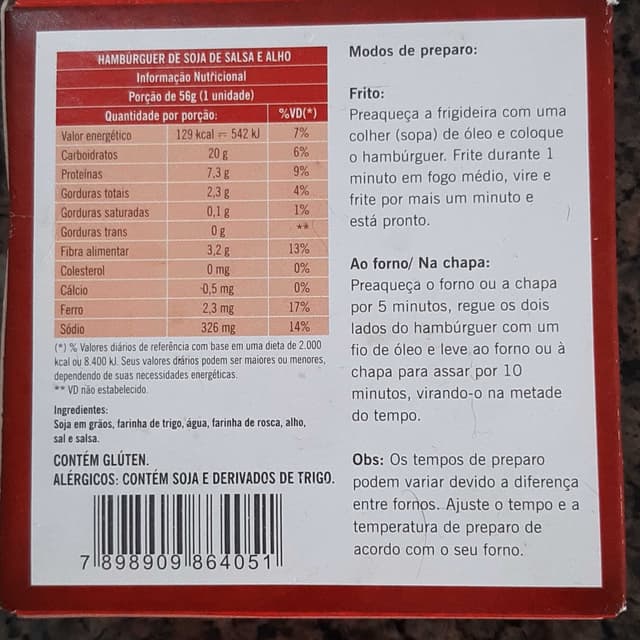 HAMBÚRGUER DE SOJA DE SALSA E ALHO
Informação Nutricional
Porção de 56g (1 unidade)
Quantidade por porção: %VD(*)
Valor energético 129 kcal = 542 kJ 7%
Carboidratos 20 g 6%
Proteínas 7,3 g 9%
Gorduras totais 2,3 g 4%
Gorduras saturadas 0,1 g 1%
Gorduras trans 0 g **
Fibra alimentar 3,2 g 13%
Colesterol 0 mg 0%
Cálcio 0,5 mg 0%
Ferro 2,3 mg 17%
Sódio 326 mg 14%
(*) % Valores diários de referência com base em uma dieta de 2.000
kcal ou 8.400 kJ. Seus valores diários podem ser maiores ou menores,
dependendo de suas necessidades energéticas.
** VD não estabelecido.
Ingredientes:
Soja em grãos, farinha de trigo, água, farinha de rosca, alho,
sal e salsa.
CONTÉM GLÚTEN.
ALÉRGICOS: CONTÉM SOJA E DERIVADOS DE TRIGO.
7 898909 864051
Modos de preparo:
Frito:
Preaqueça a frigideira com uma
colher (sopa) de óleo e coloque
o hambúrguer. Frite durante 1
minuto em fogo médio, vire e
frite por mais um minuto e
está pronto.
Ao forno/ Na chapa:
Preaqueça o forno ou a chapa
por 5 minutos, regue os dois
lados do hambúrguer com um
fio de óleo e leve ao forno ou à
chapa para assar por 10
minutos, virando-o na metade
do tempo.
Obs: Os tempos de preparo
podem variar devido a diferença
entre fornos. Ajuste o tempo e a
temperatura de preparo de
acordo com o seu forno.